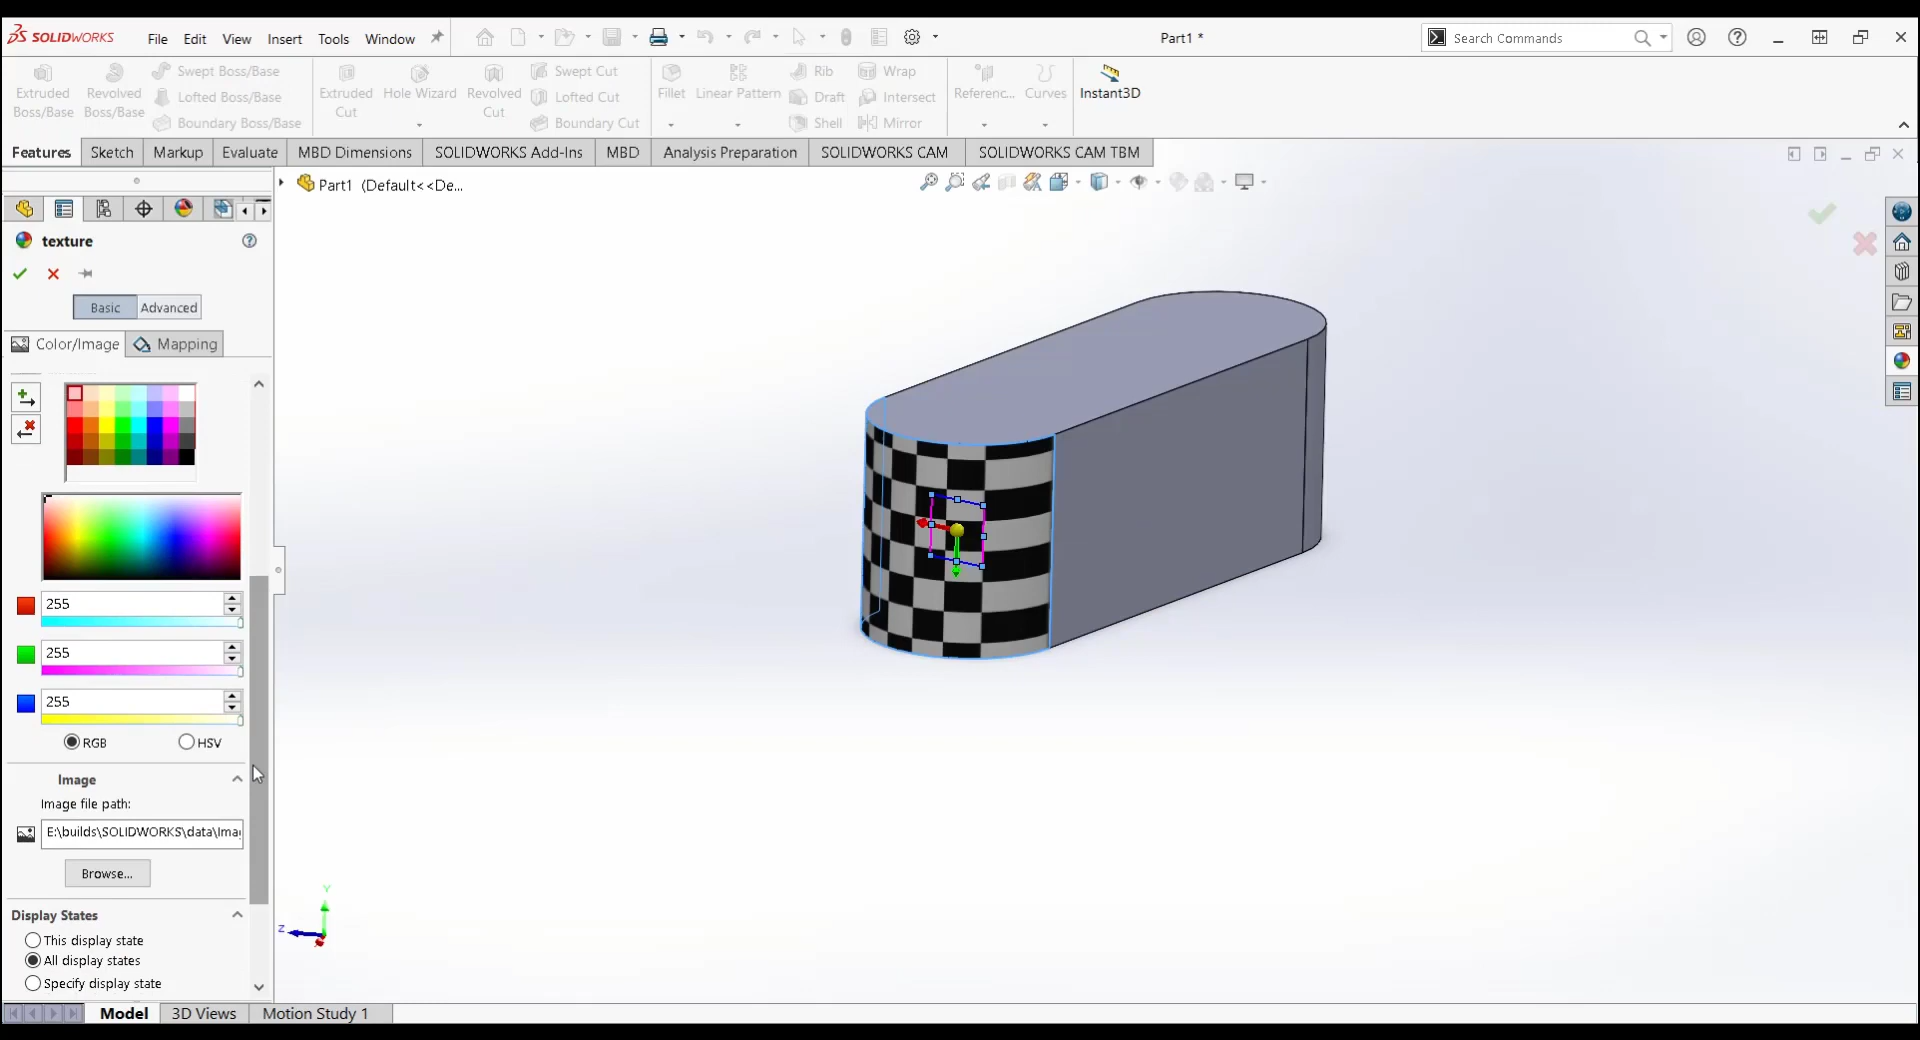 SOLIDWORKS File Edit View Insert Tools Window Part1 * Search Commands
Extruded Boss/Base
Revolved Boss/Base
Swept Boss/Base
Lofted Boss/Base
Boundary Boss/Base
Extruded Cut
Hole Wizard
Revolved Cut
Swept Cut
Lofted Cut
Boundary Cut
Fillet
Linear Pattern
Rib
Draft
Shell
Wrap
Intersect
Mirror
Referenc...
Curves
Instant3D
Features Sketch Markup Evaluate MBD Dimensions SOLIDWORKS Add-Ins MBD Analysis Preparation SOLIDWORKS CAM SOLIDWORKS CAM TBM
Part1 (Default<<De...
texture
Basic Advanced
Color/Image Mapping
255
255
255
RGB HSV
Image
Image file path:
E:\builds\SOLIDWORKS\data\Ima
Browse...
Display States
This display state
All display states
Specify display state
Y
Z
Model 3D Views Motion Study 1